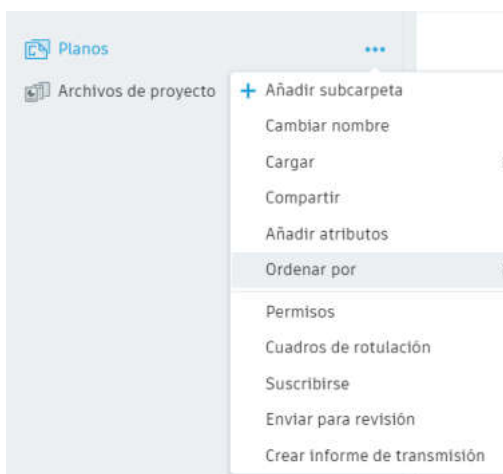 Planos
Archivos de proyecto
Añadir subcarpeta
Cambiar nombre
Cargar
Compartir
Añadir atributos
Ordenar por
Permisos
Cuadros de rotulación
Suscribirse
Enviar para revisión
Crear informe de transmisión